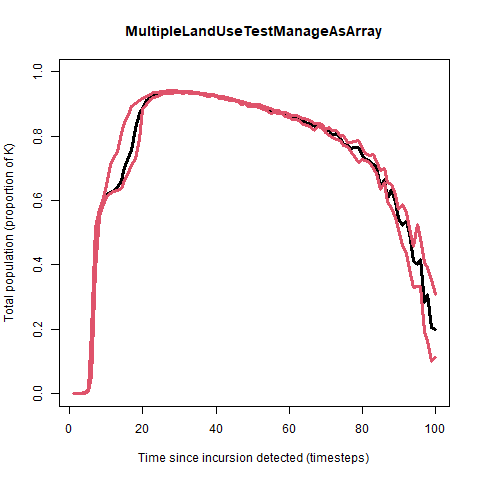 MultipleLandUseTestManageAsArray
Total population (proportion of K)
1.0
0.8
0.6
0.4
0.2
0.0
0 20 40 60 80 100
Time since incursion detected (timesteps)